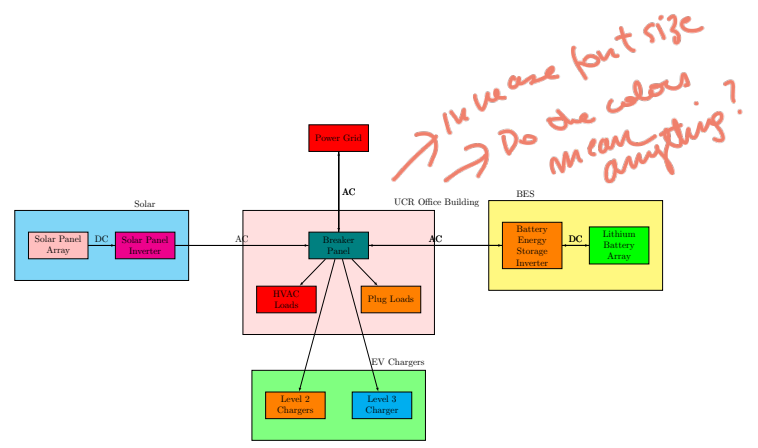 → Increase font size
→ Do the colors
mean
anything?
Power Grid
AC
Solar
UCR Office Building
BES
Solar Panel
Array
DC
Solar Panel
Inverter
AC
Breaker
Panel
AC
Battery
Energy
Storage
Inverter
DC
Lithium
Battery
Array
HVAC
Loads
Plug Loads
EV Chargers
Level 2
Chargers
Level 3
Charger